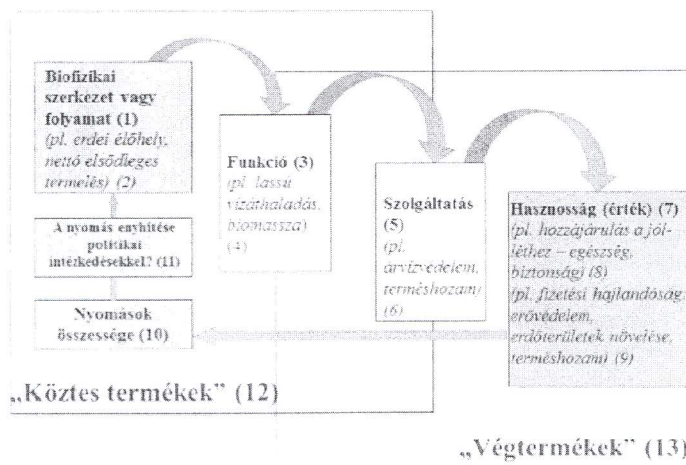 Biofizikai
szerkezet vagy
folyamat (1)
(pl. erdei élőhely,
nettó elsődleges
termelés) (2)
Funkció (3)
(pl. lassú
vízáthaladás,
biomassza)
(4)
Szolgáltatás
(5)
(pl.
árvízvédelem,
terméshozam)
(6)
Hasznosság (érték) (7)
(pl. hozzájárulás a jól-
léthez – egészség,
biztonság) (8)
(pl. fizetési hajlandóság:
erővédelem,
erdőterületek növelése,
terméshozam) (9)
A nyomás enyhítése
politikai
intézkedésekkel? (11)
Nyomások
összessége (10)
„Köztes termékek” (12)
„Végtermékek” (13)